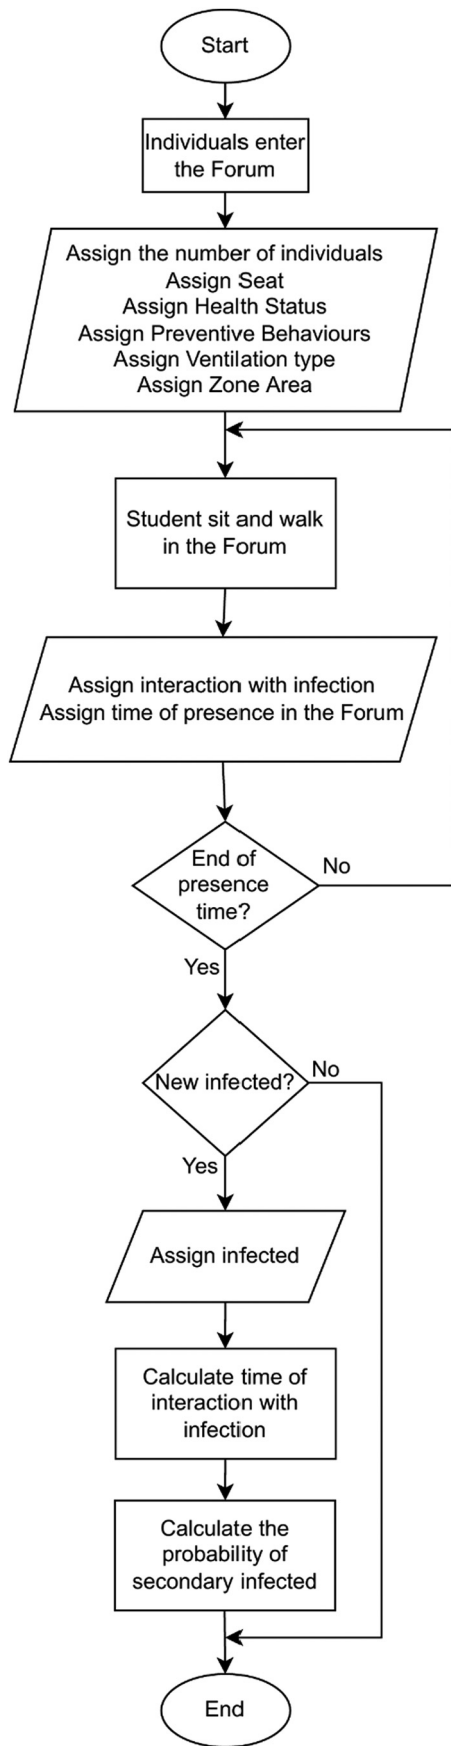 Start
Individuals enter
the Forum
Assign the number of individuals
Assign Seat
Assign Health Status
Assign Preventive Behaviours
Assign Ventilation type
Assign Zone Area
Student sit and walk
in the Forum
Assign interaction with infection
Assign time of presence in the Forum
End of
presence
time?
No
Yes
New infected?
No
Yes
Assign infected
Calculate time of
interaction with
infection
Calculate the
probability of
secondary infected
End